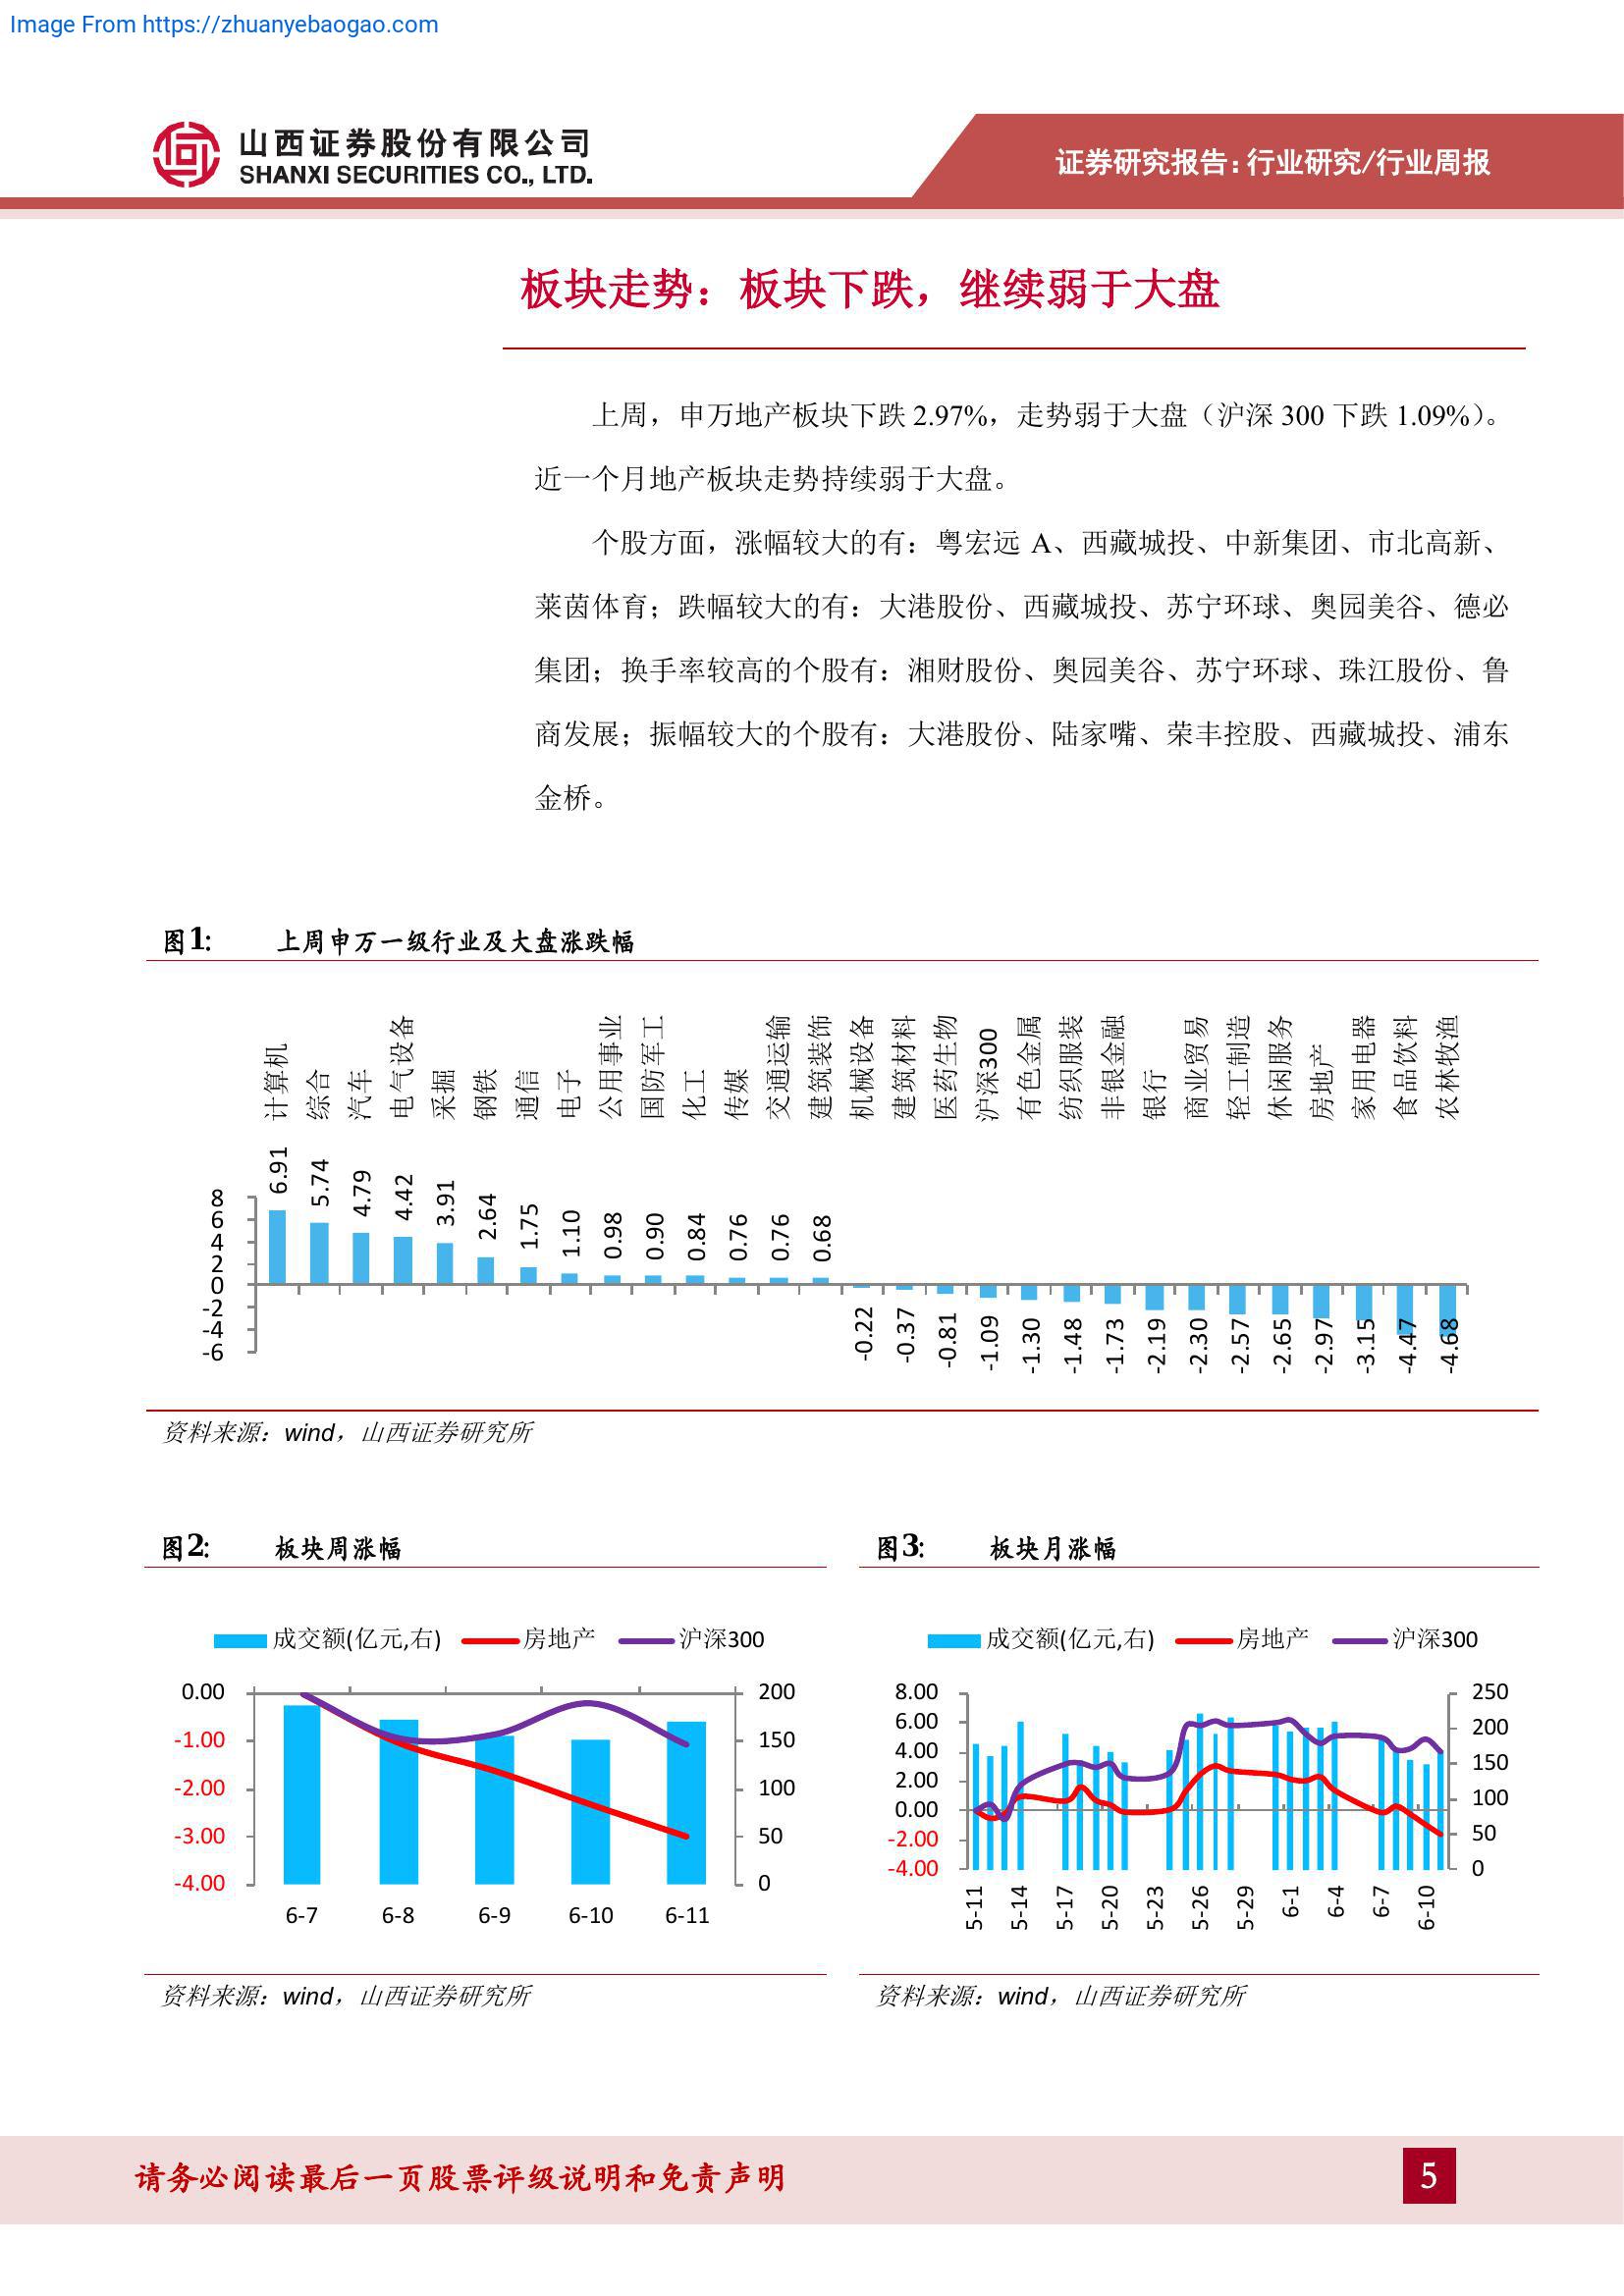 Image From https://zhuanyebaogao.com
山西证券股份有限公司
SHANXI SECURITIES CO., LTD.
证券研究报告:行业研究/行业周报
板块走势：板块下跌，继续弱于大盘
上周，申万地产板块下跌 2.97%，走势弱于大盘（沪深 300 下跌 1.09%）。
近一个月地产板块走势持续弱于大盘。
个股方面，涨幅较大的有：粤宏远 A、西藏城投、中新集团、市北高新、
莱茵体育；跌幅较大的有：大港股份、西藏城投、苏宁环球、奥园美谷、德必
集团；换手率较高的个股有：湘财股份、奥园美谷、苏宁环球、珠江股份、鲁
商发展；振幅较大的个股有：大港股份、陆家嘴、荣丰控股、西藏城投、浦东
金桥。
图1: 上周申万一级行业及大盘涨跌幅
计算机 综合 汽车 电气设备 采掘 钢铁 通信 电子 公用事业 国防军工 化工 传媒 交通运输 建筑装饰 机械设备 建筑材料 医药生物 沪深300 有色金属 纺织服装 非银金融 银行 商业贸易 轻工制造 休闲服务 房地产 家用电器 食品饮料 农林牧渔
6.91 5.74 4.79 4.42 3.91 2.64 1.75 1.10 0.98 0.90 0.84 0.76 0.76 0.68
8
6
4
2
0
-2
-4
-6
-0.22 -0.37 -0.81 -1.09 -1.30 -1.48 -1.73 -2.19 -2.30 -2.57 -2.65 -2.97 -3.15 -4.47 -4.68
资料来源：wind，山西证券研究所
图2: 板块周涨幅
成交额(亿元,右) 房地产 沪深300
0.00 200
-1.00 150
-2.00 100
-3.00 50
-4.00 0
6-7 6-8 6-9 6-10 6-11
资料来源：wind，山西证券研究所
图3: 板块月涨幅
成交额(亿元,右) 房地产 沪深300
8.00
6.00
4.00
2.00
0.00
-2.00
-4.00
250
200
150
100
50
0
5-11 5-14 5-17 5-20 5-23 5-26 5-29 6-1 6-4 6-7 6-10
资料来源：wind，山西证券研究所
请务必阅读最后一页股票评级说明和免责声明
5